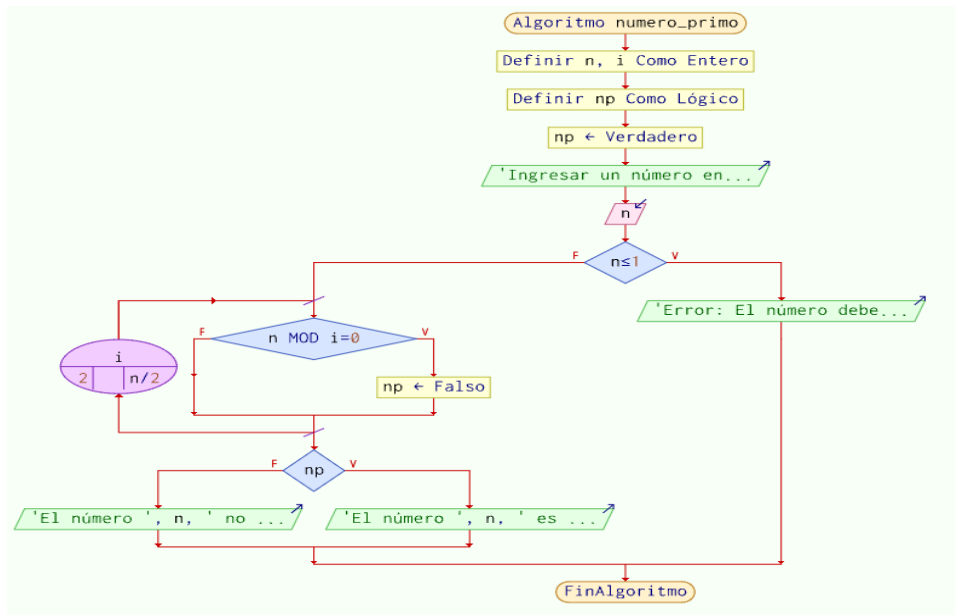 Algoritmo numero_primo
Definir n, i Como Entero
Definir np Como Lógico
np ← Verdadero
'Ingresar un número en...
n
F
n≤1
V
'Error: El número debe...
F
n MOD i=0
V
i
2
n/2
np ← Falso
F
np
V
'El número ', n, ' no ...
'El número ', n, ' es ...
FinAlgoritmo